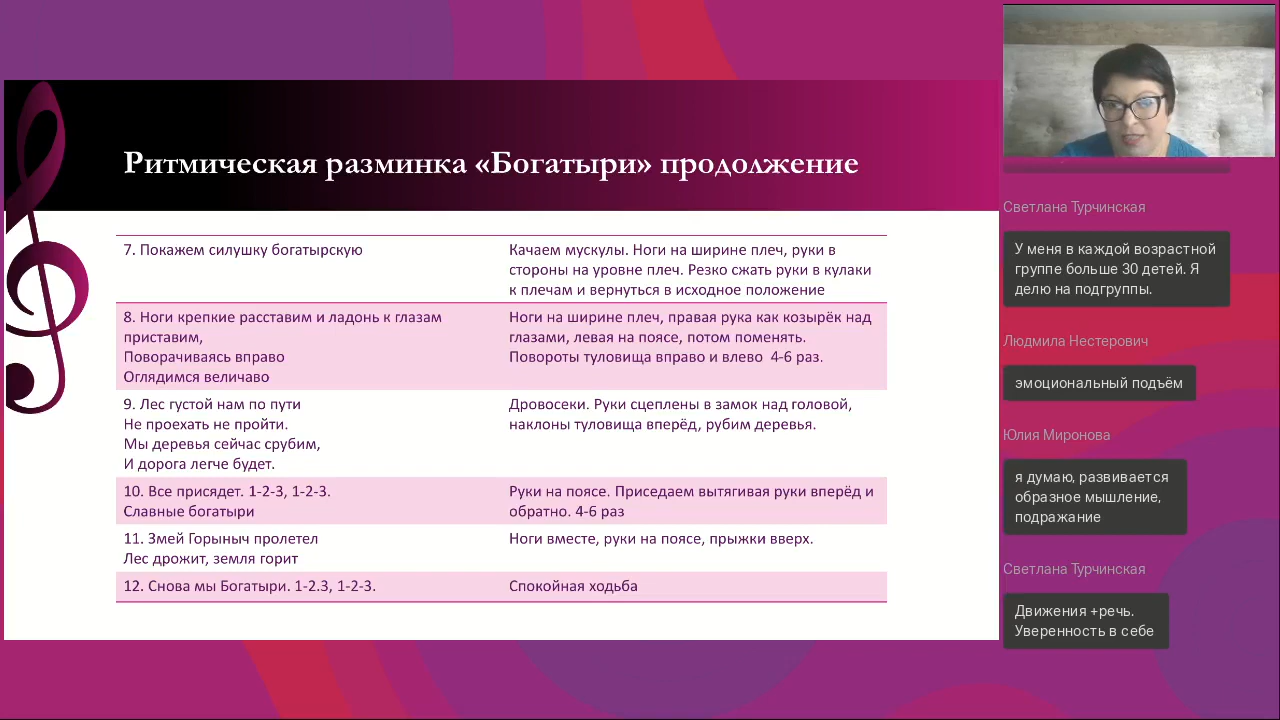 Ритмическая разминка «Богатыри» продолжение
7. Покажем силушку богатырскую
Качаем мускулы. Ноги на ширине плеч, руки в
стороны на уровне плеч. Резко сжать руки в кулаки
к плечам и вернуться в исходное положение
8. Ноги крепкие расставим и ладонь к глазам
приставим,
Поворачиваясь вправо
Оглядимся величаво
Ноги на ширине плеч, правая рука как козырёк над
глазами, левая на поясе, потом поменять.
Повороты туловища вправо и влево  4-6 раз.
9. Лес густой нам по пути
Не проехать не пройти.
Мы деревья сейчас срубим,
И дорога легче будет.
Дровосеки. Руки сцеплены в замок над головой,
наклоны туловища вперёд, рубим деревья.
10. Все присядет. 1-2-3, 1-2-3.
Славные богатыри
Руки на поясе. Приседаем вытягивая руки вперёд и
обратно. 4-6 раз
11. Змей Горыныч пролетел
Лес дрожит, земля горит
Ноги вместе, руки на поясе, прыжки вверх.
12. Снова мы Богатыри. 1-2.3, 1-2-3.
Спокойная ходьба
Светлана Турчинская
У меня в каждой возрастной
группе больше 30 детей. Я
делю на подгруппы.
Людмила Нестерович
эмоциональный подъём
Юлия Миронова
я думаю, развивается
образное мышление,
подражание
Светлана Турчинская
Движения +речь.
Уверенность в себе